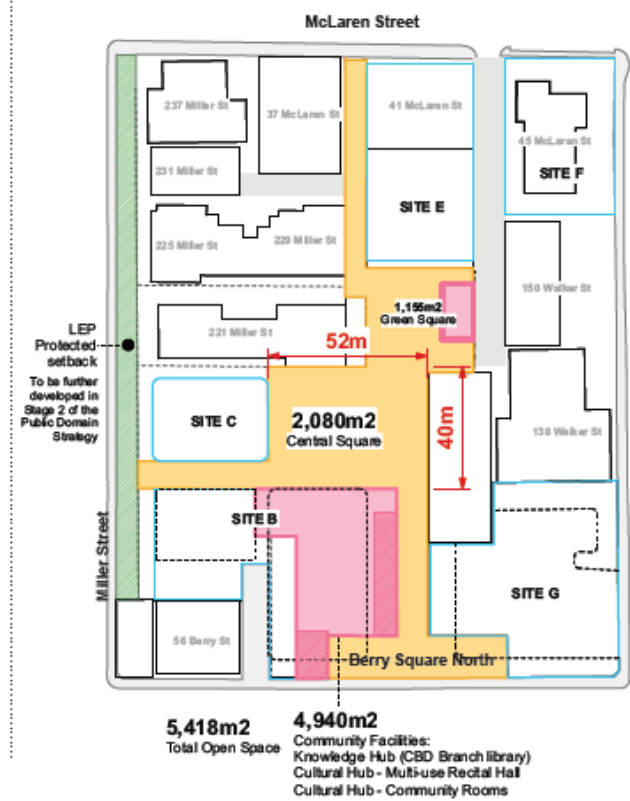 McLaren Street
237 Miller St
37 McLaren St
41 McLaren St
45 McLaren St
SITE F
231 Miller St
SITE E
225 Miller St
229 Miller St
150 Walker St
1,155m2
Green Square
221 Miller St
52m
LEP
Protected
setback
To be further
developed in
Stage 2 of the
Public Domain
Strategy
SITE C
2,080m2
Central Square
40m
138 Walker St
SITE B
SITE G
Miller Street
56 Berry St
Berry Square North
5,418m2
Total Open Space
4,940m2
Community Facilities:
Knowledge Hub (CBD Branch library)
Cultural Hub - Multi-use Recital Hall
Cultural Hub - Community Rooms